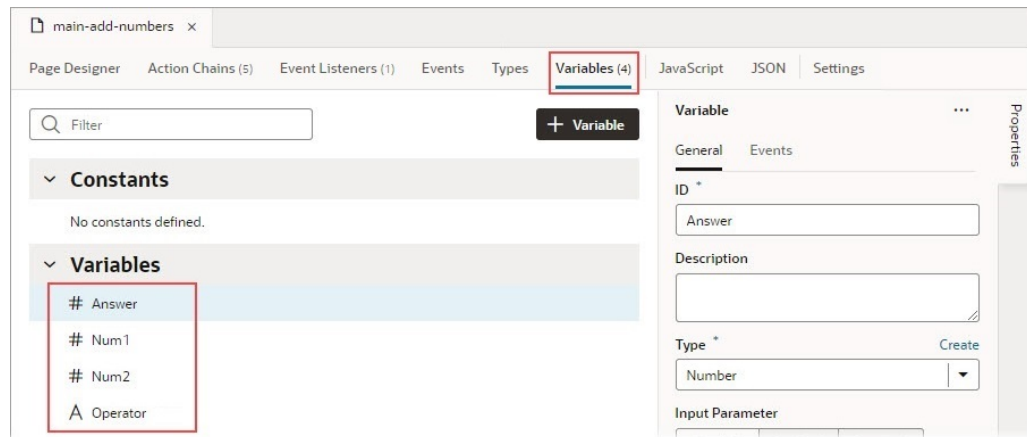 main-add-numbers ×
Page Designer Action Chains (5) Event Listeners (1) Events Types Variables (4) JavaScript JSON Settings
Filter
+ Variable
Constants
No constants defined.
Variables
# Answer
# Num1
# Num2
A Operator
Variable ...
General Events
ID *
Answer
Description
Type * Create
Number
Input Parameter
Properties